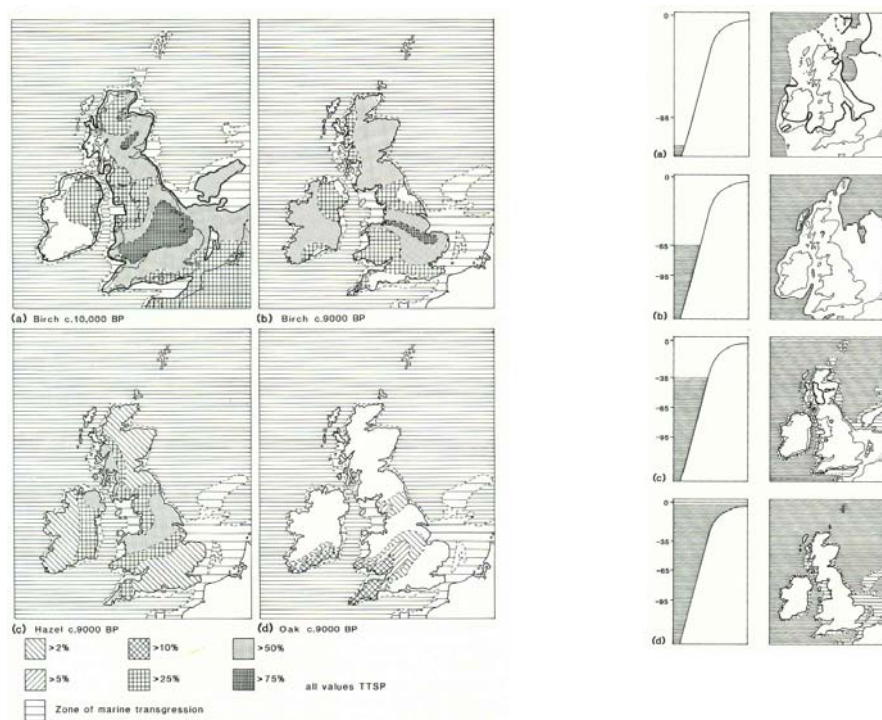 (a) Birch c.10,000 BP
(b) Birch c.9000 BP
(c) Hazel c.9000 BP
(d) Oak c.9000 BP
>2%
>10%
>50%
>5%
>25%
>75%
all values TTSP
Zone of marine transgression
0
-95
(a)
0
-65
-95
(b)
0
-35
-65
-95
(c)
0
-35
-65
-95
(d)